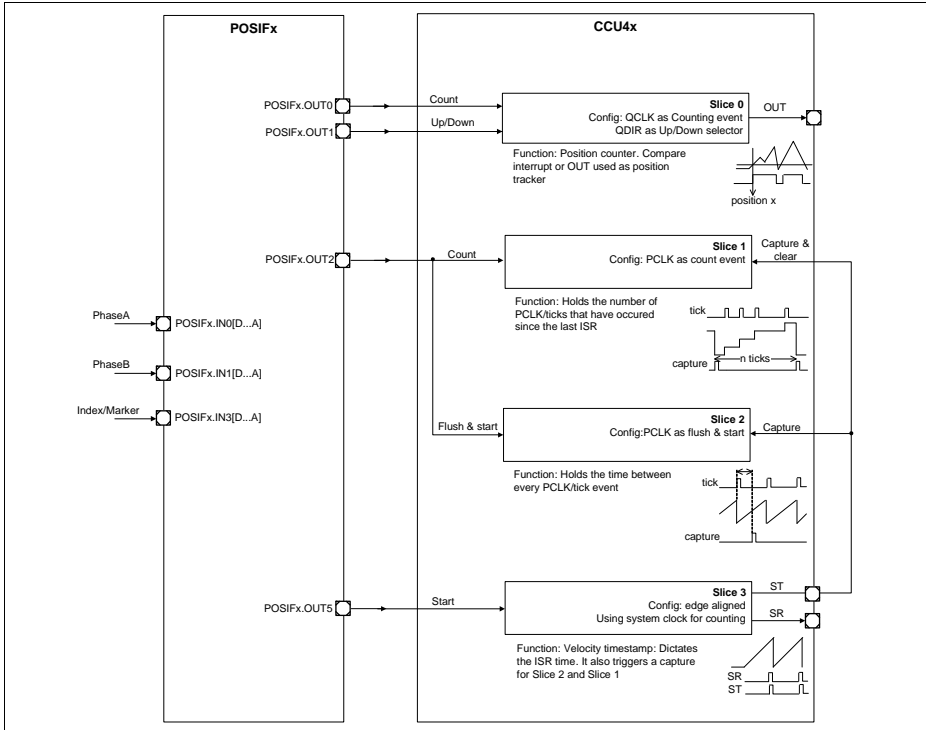 POSIFx
CCU4x
POSIFx.OUT0
Count
Slice 0
Config: QCLK as Counting event
QDIR as Up/Down selector
OUT
POSIFx.OUT1
Up/Down
Function: Position counter. Compare
interrupt or OUT used as position
tracker
position x
POSIFx.OUT2
Count
Slice 1
Config: PCLK as count event
Capture &
clear
Function: Holds the number of
PCLK/ticks that have occured
since the last ISR
tick
n ticks
capture
PhaseA
POSIFx.IN0[D...A]
PhaseB
POSIFx.IN1[D...A]
Index/Marker
POSIFx.IN3[D...A]
Flush & start
Slice 2
Config:PCLK as flush & start
Capture
Function: Holds the time between
every PCLK/tick event
tick
capture
POSIFx.OUT5
Start
Slice 3
Config: edge aligned
Using system clock for counting
ST
SR
Function: Velocity timestamp: Dictates
the ISR time. It also triggers a capture
for Slice 2 and Slice 1
SR
ST